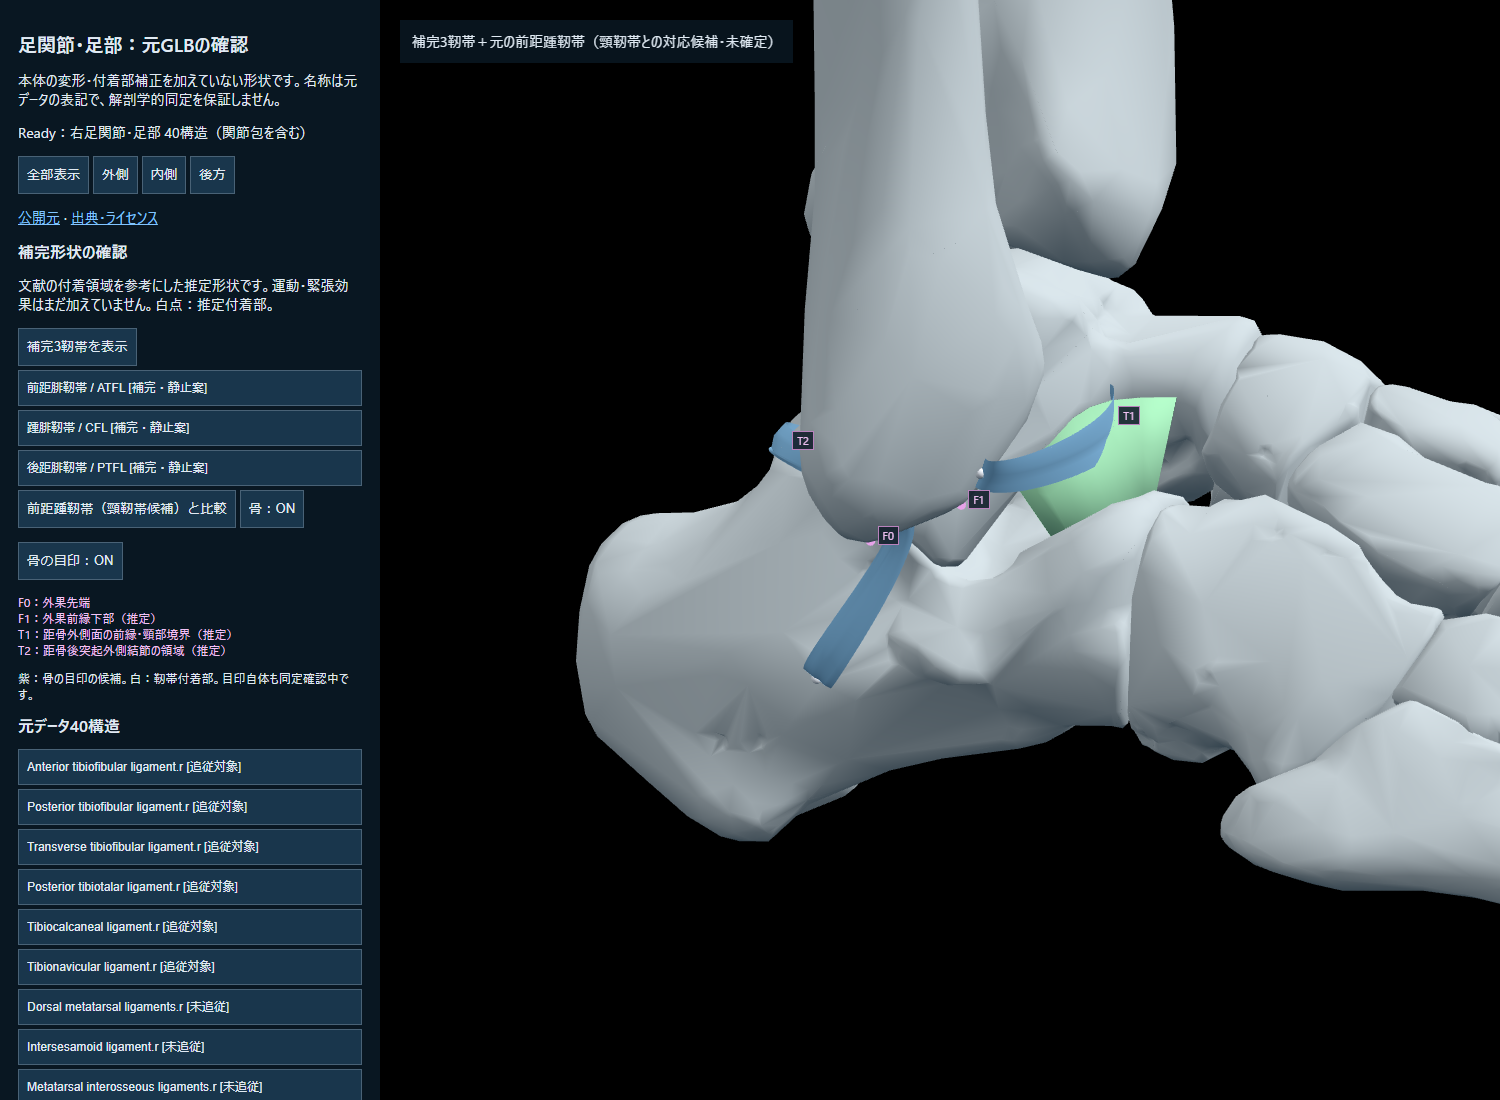 足関節・足部：元GLBの確認
本体の変形・付着部補正を加えていない形状です。名称は元
データの表記で、解剖学的同定を保証しません。
Ready：右足関節・足部 40構造（関節包を含む）
全部表示 外側 内側 後方
公開元・出典・ライセンス
補完形状の確認
文献の付着領域を参考にした推定形状です。運動・緊張効
果はまだ加えていません。白点：推定付着部。
補完3靭帯を表示
前距腓靭帯 / ATFL [補完・静止案]
踵腓靭帯 / CFL [補完・静止案]
後距腓靭帯 / PTFL [補完・静止案]
前距踵靭帯（頸靭帯候補）と比較 骨：ON
骨の目印：ON
F0：外果先端
F1：外果前縁下部（推定）
T1：距骨外側面の前縁・頸部境界（推定）
T2：距骨後突起外側結節の領域（推定）
紫：骨の目印の候補。白：靭帯付着部。目印自体も同定確認中で
す。
元データ40構造
Anterior tibiofibular ligament.r [追従対象]
Posterior tibiofibular ligament.r [追従対象]
Transverse tibiofibular ligament.r [追従対象]
Posterior tibiotalar ligament.r [追従対象]
Tibiocalcaneal ligament.r [追従対象]
Tibionavicular ligament.r [追従対象]
Dorsal metatarsal ligaments.r [未追従]
Intersesamoid ligament.r [未追従]
Metatarsal interosseous ligaments.r [未追従]
補完3靭帯＋元の前距踵靭帯（頸靭帯との対応候補・未確定）
T1
T2
F1
F0